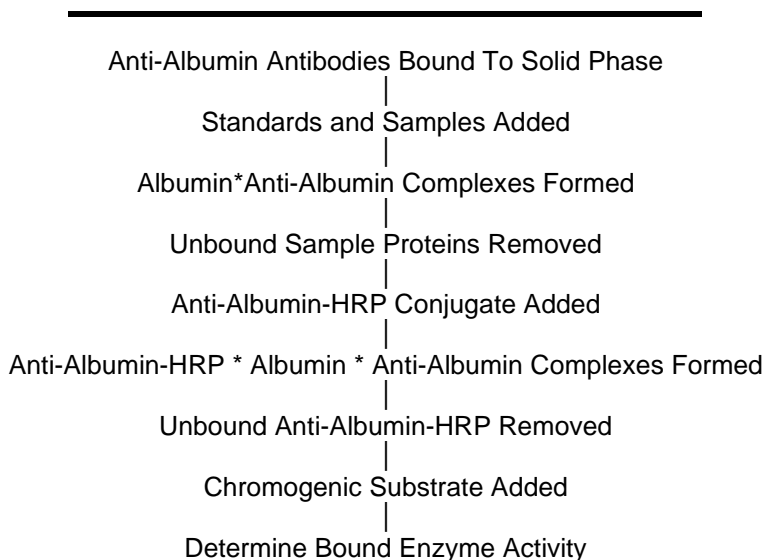 Anti-Albumin Antibodies Bound To Solid Phase
Standards and Samples Added
Albumin*Anti-Albumin Complexes Formed
Unbound Sample Proteins Removed
Anti-Albumin-HRP Conjugate Added
Anti-Albumin-HRP * Albumin * Anti-Albumin Complexes Formed
Unbound Anti-Albumin-HRP Removed
Chromogenic Substrate Added
Determine Bound Enzyme Activity